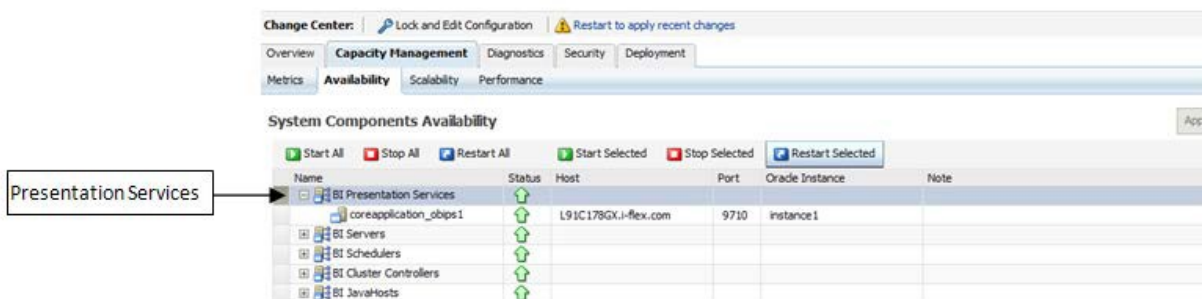 Change Center: Lock and Edit Configuration Restart to apply recent changes
Overview Capacity Management Diagnostics Security Deployment
Metrics Availability Scalability Performance
System Components Availability App
Start All Stop All Restart All Start Selected Stop Selected Restart Selected
Name Status Host Port Oracle Instance Note
Presentation Services
BI Presentation Services
coreapplication_obips1 L91C178GX.i-flex.com 9710 instance1
BI Servers
BI Schedulers
BI Cluster Controllers
BI JavaHosts